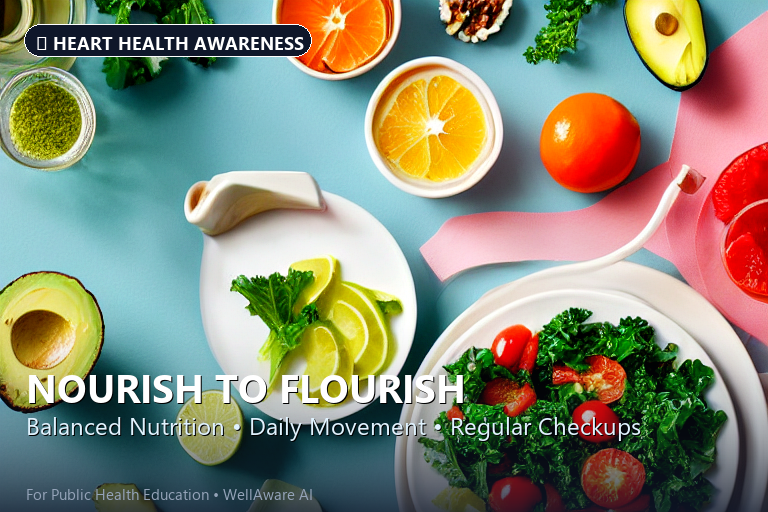 HEART HEALTH AWARENESS
NOURISH TO FLOURISH
Balanced Nutrition • Daily Movement • Regular Checkups
For Public Health Education • WellAware AI